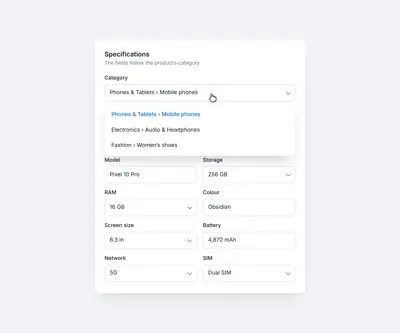 Specifications
The fields follow the product's category
Category
Phones & Tablets › Mobile phones
Phones & Tablets › Mobile phones
Electronics › Audio & Headphones
Fashion › Women's shoes
Model
Storage
Pixel 10 Pro
256 GB
RAM
Colour
16 GB
Obsidian
Screen size
Battery
6.3 in
4,870 mAh
Network
SIM
5G
Dual SIM